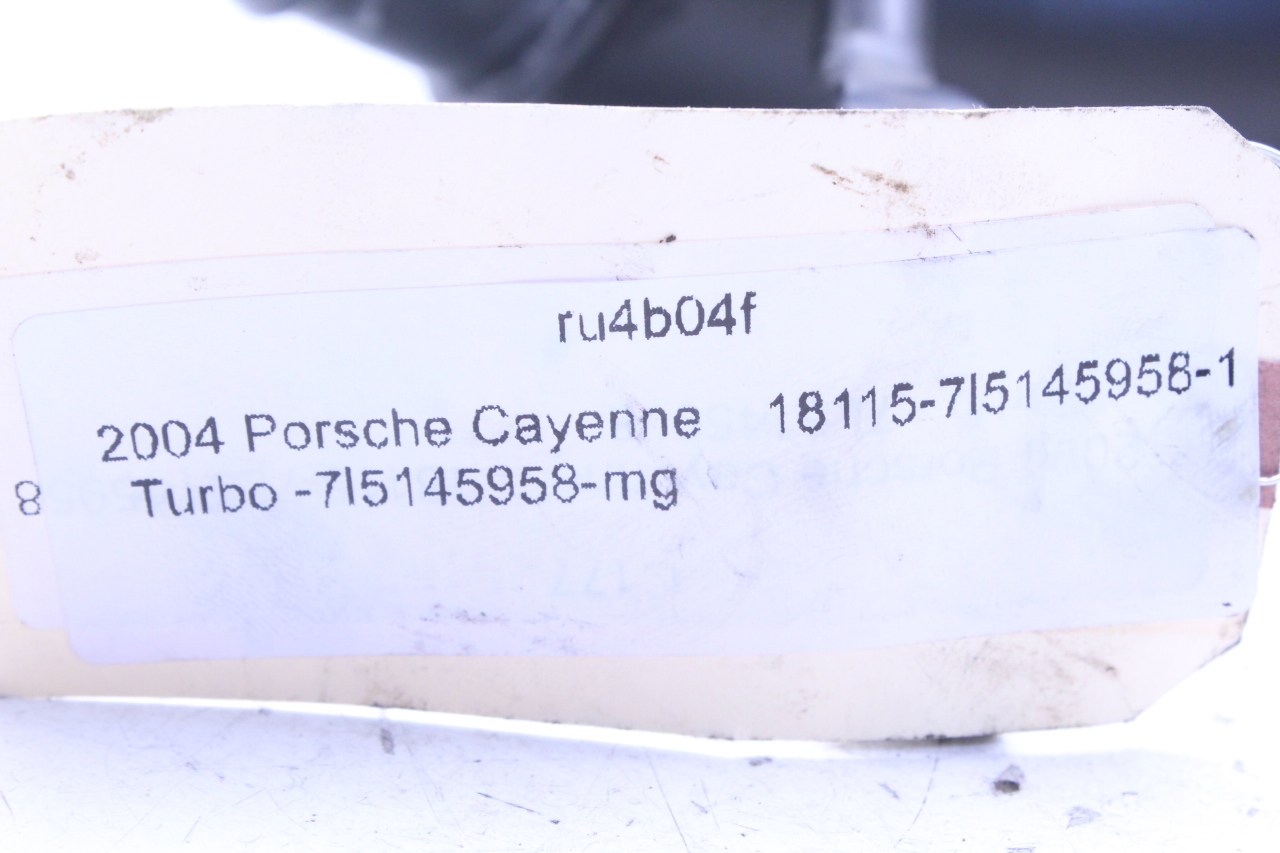 ru4b04f
2004 Porsche Cayenne 18115-7l5145958-1
8 Turbo -7l5145958-mg